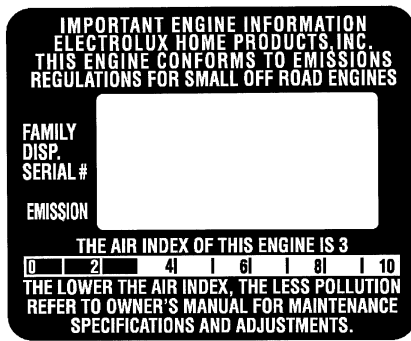 IMPORTANT ENGINE INFORMATION
ELECTROLUX HOME PRODUCTS, INC.
THIS ENGINE CONFORMS TO EMISSIONS
REGULATIONS FOR SMALL OFF ROAD ENGINES
FAMILY
DISP.
SERIAL #
EMISSION
THE AIR INDEX OF THIS ENGINE IS 3
0 2 4 6 8 10
THE LOWER THE AIR INDEX, THE LESS POLLUTION
REFER TO OWNER'S MANUAL FOR MAINTENANCE
SPECIFICATIONS AND ADJUSTMENTS.